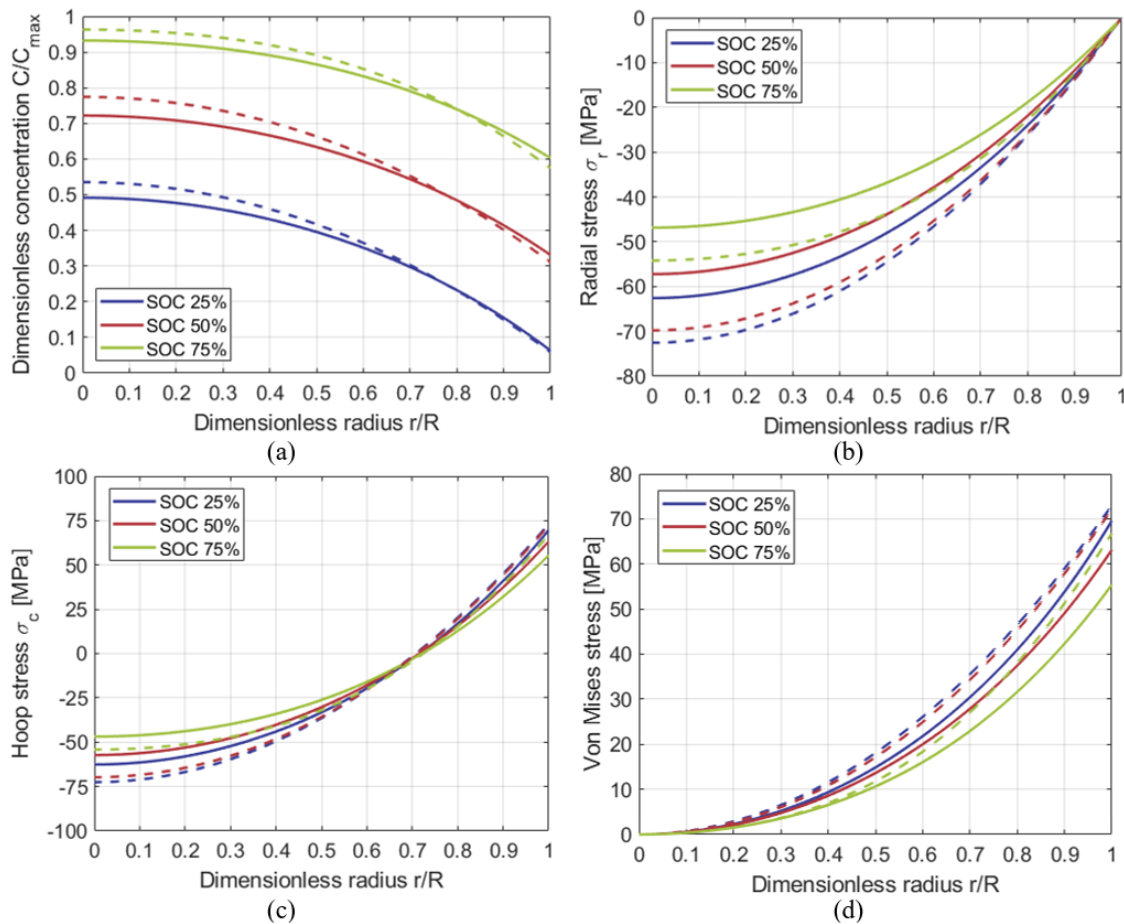 1
0.9
0.8
0.7
0.6
0.5
0.4
0.3
0.2
0.1
0
Dimensionless concentration C/Cmax
SOC 25%
SOC 50%
SOC 75%
0 0.1 0.2 0.3 0.4 0.5 0.6 0.7 0.8 0.9 1
Dimensionless radius r/R
(a)
0
-10
-20
-30
-40
-50
-60
-70
-80
Radial stress σr [MPa]
SOC 25%
SOC 50%
SOC 75%
0 0.1 0.2 0.3 0.4 0.5 0.6 0.7 0.8 0.9 1
Dimensionless radius r/R
(b)
100
75
50
25
0
-25
-50
-75
-100
Hoop stress σc [MPa]
SOC 25%
SOC 50%
SOC 75%
0 0.1 0.2 0.3 0.4 0.5 0.6 0.7 0.8 0.9 1
Dimensionless radius r/R
(c)
80
70
60
50
40
30
20
10
0
Von Mises stress [MPa]
SOC 25%
SOC 50%
SOC 75%
0 0.1 0.2 0.3 0.4 0.5 0.6 0.7 0.8 0.9 1
Dimensionless radius r/R
(d)